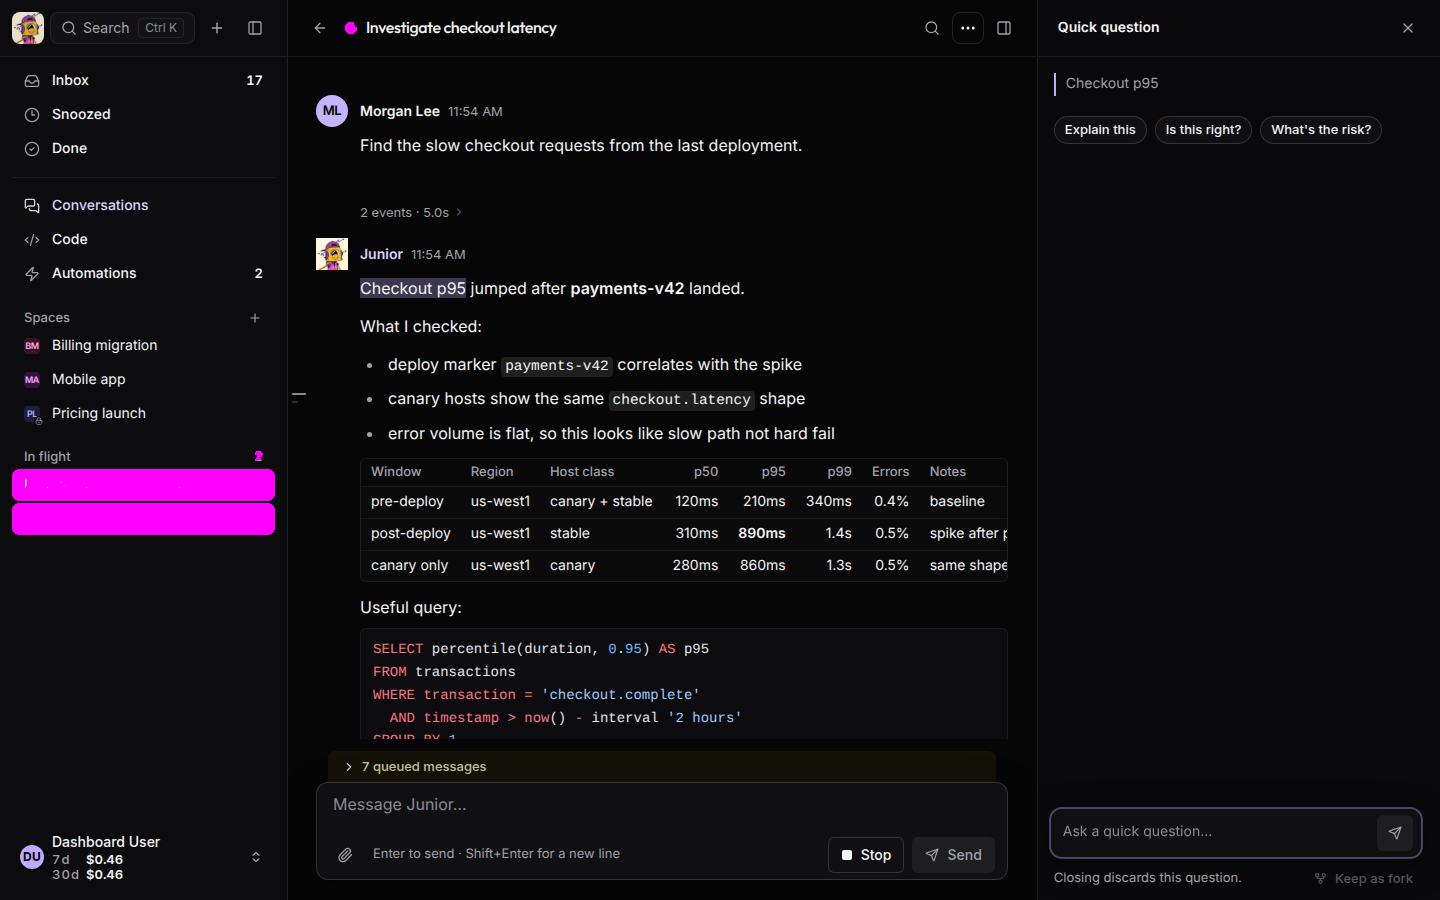 Search Ctrl K
Inbox 17
Snoozed
Done
Conversations
Code
Automations 2
Spaces
BM Billing migration
MA Mobile app
PL Pricing launch
In flight
DU Dashboard User
7d $0.46
30d $0.46
Investigate checkout latency
ML Morgan Lee 11:54 AM
Find the slow checkout requests from the last deployment.
2 events · 5.0s
Junior 11:54 AM
Checkout p95 jumped after payments-v42 landed.
What I checked:
deploy marker payments-v42 correlates with the spike
canary hosts show the same checkout.latency shape
error volume is flat, so this looks like slow path not hard fail
Window Region Host class p50 p95 p99 Errors Notes
pre-deploy us-west1 canary + stable 120ms 210ms 340ms 0.4% baseline
post-deploy us-west1 stable 310ms 890ms 1.4s 0.5% spike after
canary only us-west1 canary 280ms 860ms 1.3s 0.5% same shape
Useful query:
SELECT percentile(duration, 0.95) AS p95
FROM transactions
WHERE transaction = 'checkout.complete'
AND timestamp > now() - interval '2 hours'
GROUP BY 1
7 queued messages
Message Junior...
Enter to send · Shift+Enter for a new line
Stop
Send
Quick question
Checkout p95
Explain this
Is this right?
What's the risk?
Ask a quick question...
Closing discards this question.
Keep as fork